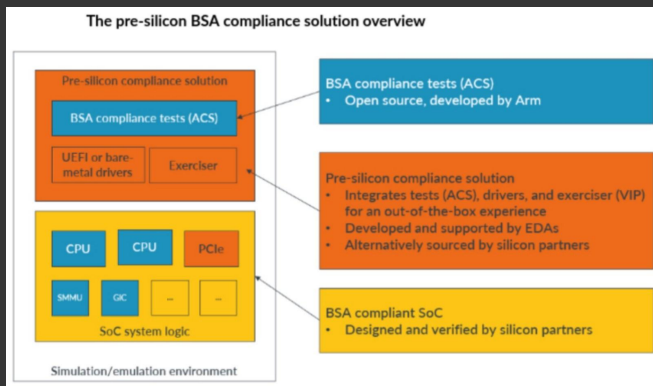 The pre-silicon BSA compliance solution overview
Pre-silicon compliance solution
BSA compliance tests (ACS)
UEFI or bare-
metal drivers
Exerciser
CPU
CPU
PCIe
SMMU
GIC
...
...
SoC system logic
Simulation/emulation environment
BSA compliance tests (ACS)
• Open source, developed by Arm
Pre-silicon compliance solution
• Integrates tests (ACS), drivers, and exerciser (VIP)
for an out-of-the-box experience
• Developed and supported by EDAs
• Alternatively sourced by silicon partners
BSA compliant SoC
• Designed and verified by silicon partners